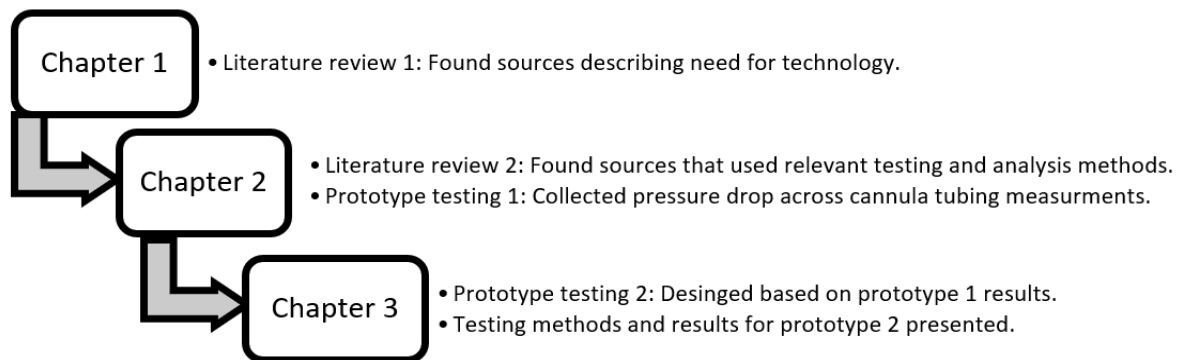 Chapter 1
• Literature review 1: Found sources describing need for technology.
Chapter 2
• Literature review 2: Found sources that used relevant testing and analysis methods.
• Prototype testing 1: Collected pressure drop across cannula tubing measurments.
Chapter 3
• Prototype testing 2: Desinged based on prototype 1 results.
• Testing methods and results for prototype 2 presented.